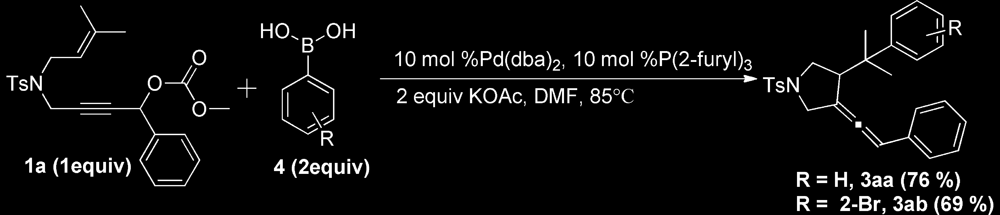 TsN
O
O
O
1a (1equiv)
HO
OH
B
R
4 (2equiv)
10 mol %Pd(dba)2, 10 mol %P(2-furyl)3
2 equiv KOAc, DMF, 85°C
R
TsN
R = H, 3aa (76 %)
R = 2-Br, 3ab (69 %)